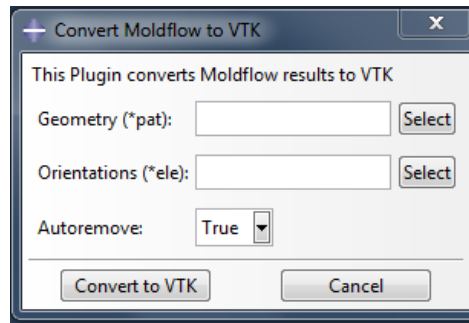 Convert Moldflow to VTK
x
This Plugin converts Moldflow results to VTK
Geometry (*pat): Select
Orientations (*ele): Select
Autoremove: True
Convert to VTK Cancel